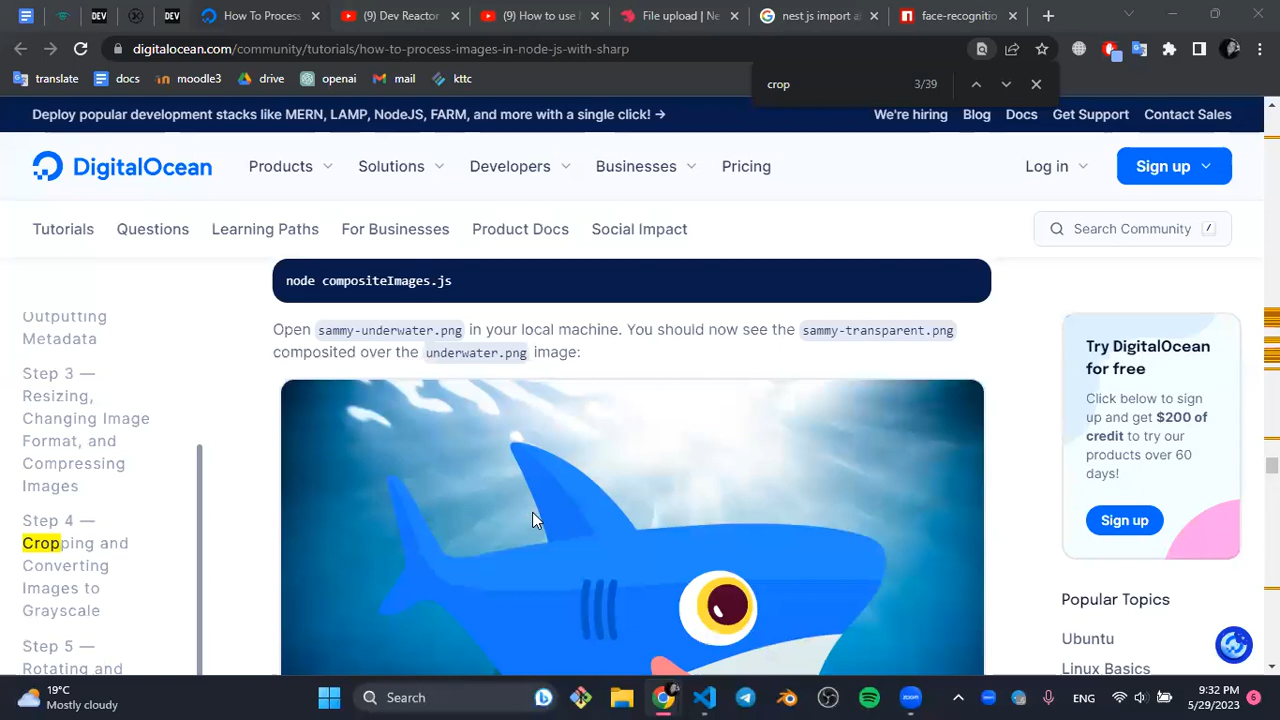 DEV
DEV
How To Process
(9) Dev Reactor
(9) How to use
File upload | Ne
nest js import a
face-recognitio
digitalocean.com/community/tutorials/how-to-process-images-in-node-js-with-sharp
translate
docs
moodle3
drive
openai
mail
kttc
crop
3/39
Deploy popular development stacks like MERN, LAMP, NodeJS, FARM, and more with a single click! →
We're hiring
Blog
Docs
Get Support
Contact Sales
DigitalOcean
Products
Solutions
Developers
Businesses
Pricing
Log in
Sign up
Tutorials
Questions
Learning Paths
For Businesses
Product Docs
Social Impact
Search Community /
Outputting
Metadata
Step 3 —
Resizing,
Changing Image
Format, and
Compressing
Images
Step 4 —
Cropping and
Converting
Images to
Grayscale
Step 5 —
Rotating and
node compositeImages.js
Open sammy-underwater.png in your local machine. You should now see the sammy-transparent.png
composited over the underwater.png image:
Try DigitalOcean
for free
Click below to sign
up and get $200 of
credit to try our
products over 60
days!
Sign up
Popular Topics
Ubuntu
Linux Basics
19°C
Mostly cloudy
Search
zoom
zoom
ENG
9:32 PM
5/29/2023
6